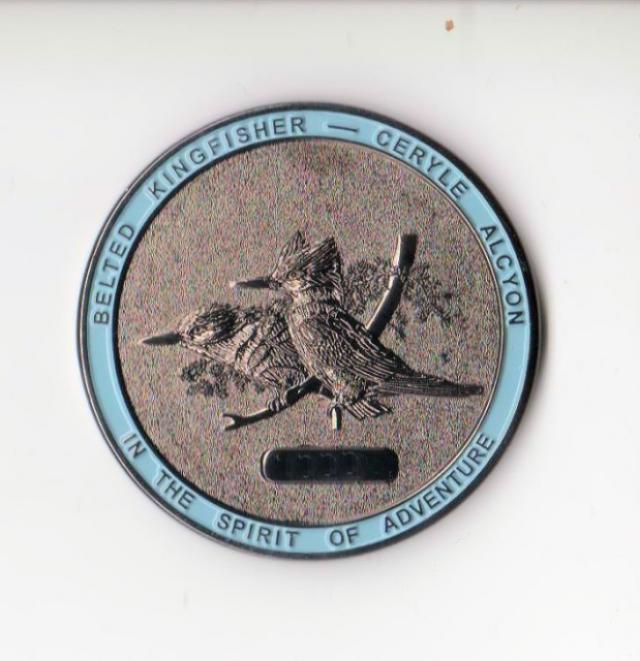 BELTED KINGFISHER — CERYLE ALCYON
IN THE SPIRIT OF ADVENTURE